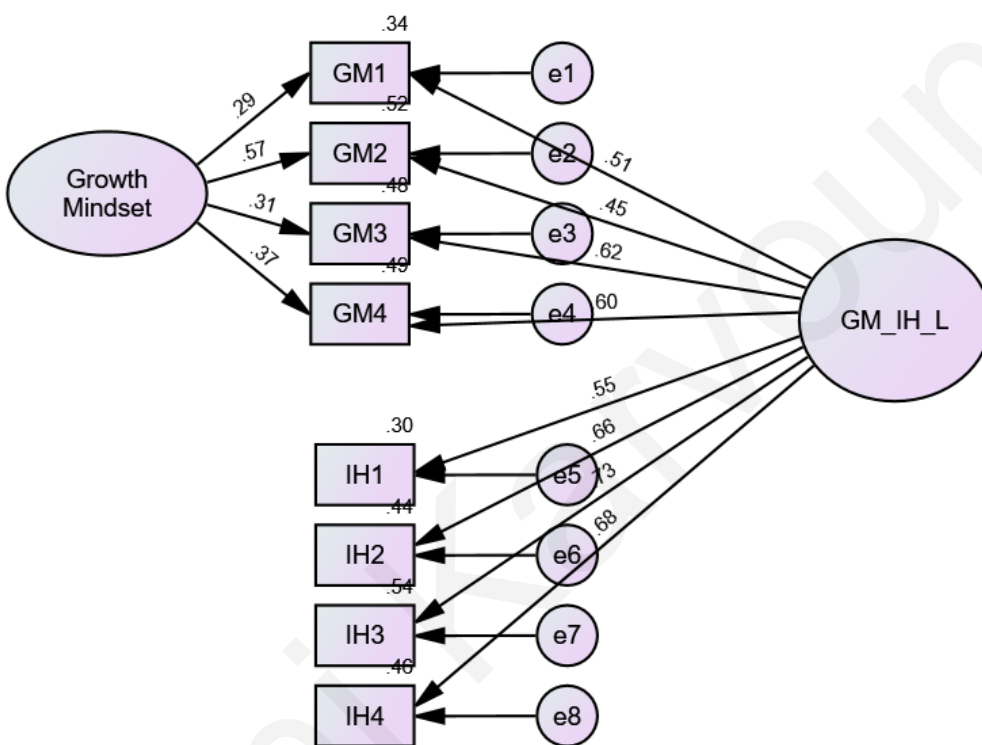 .34
GM1
e1
.29
.52
.57
GM2
e2
.51
Growth
Mindset
.48
.45
.31
GM3
e3
.62
.37
.49
GM4
e4
.60
GM_IH_L
.55
.30
.66
IH1
e5
.73
.44
.68
IH2
e6
.54
IH3
e7
.46
IH4
e8